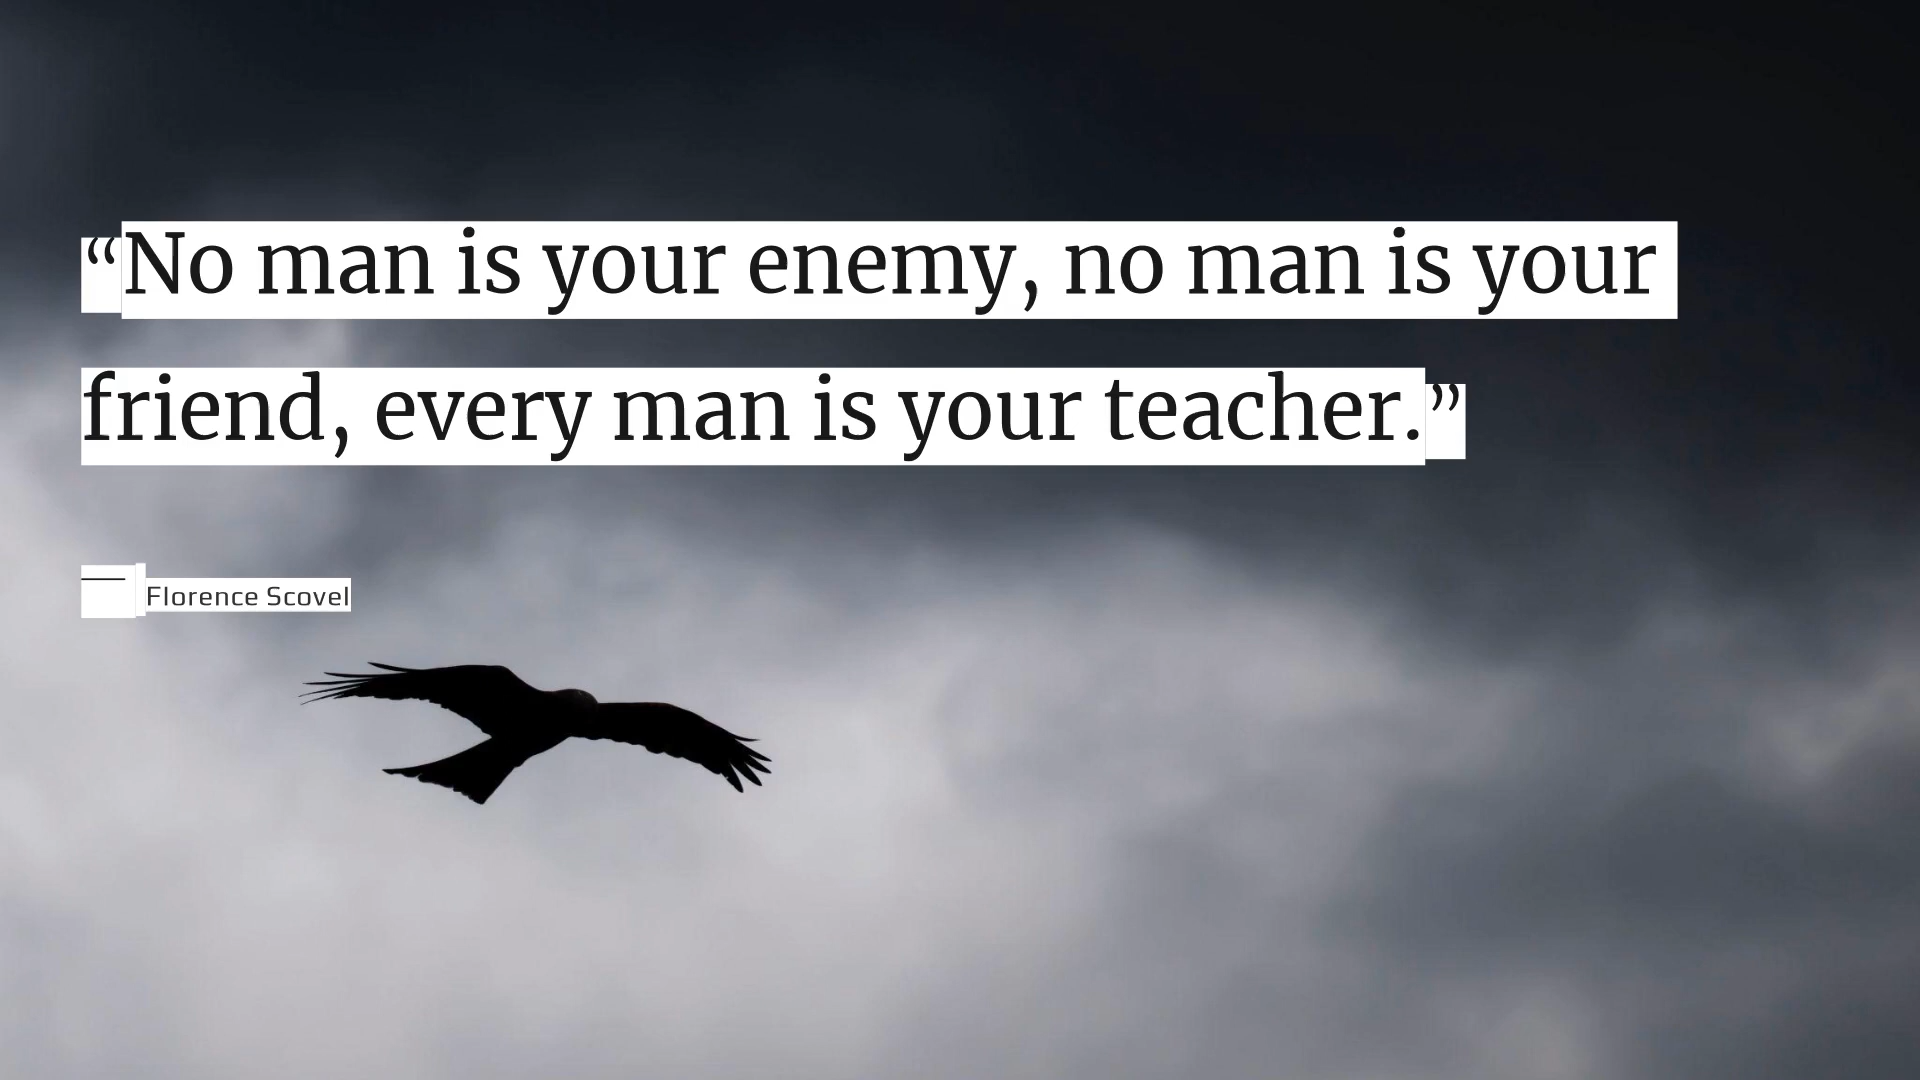 “No man is your enemy, no man is your
friend, every man is your teacher.”
— Florence Scovel